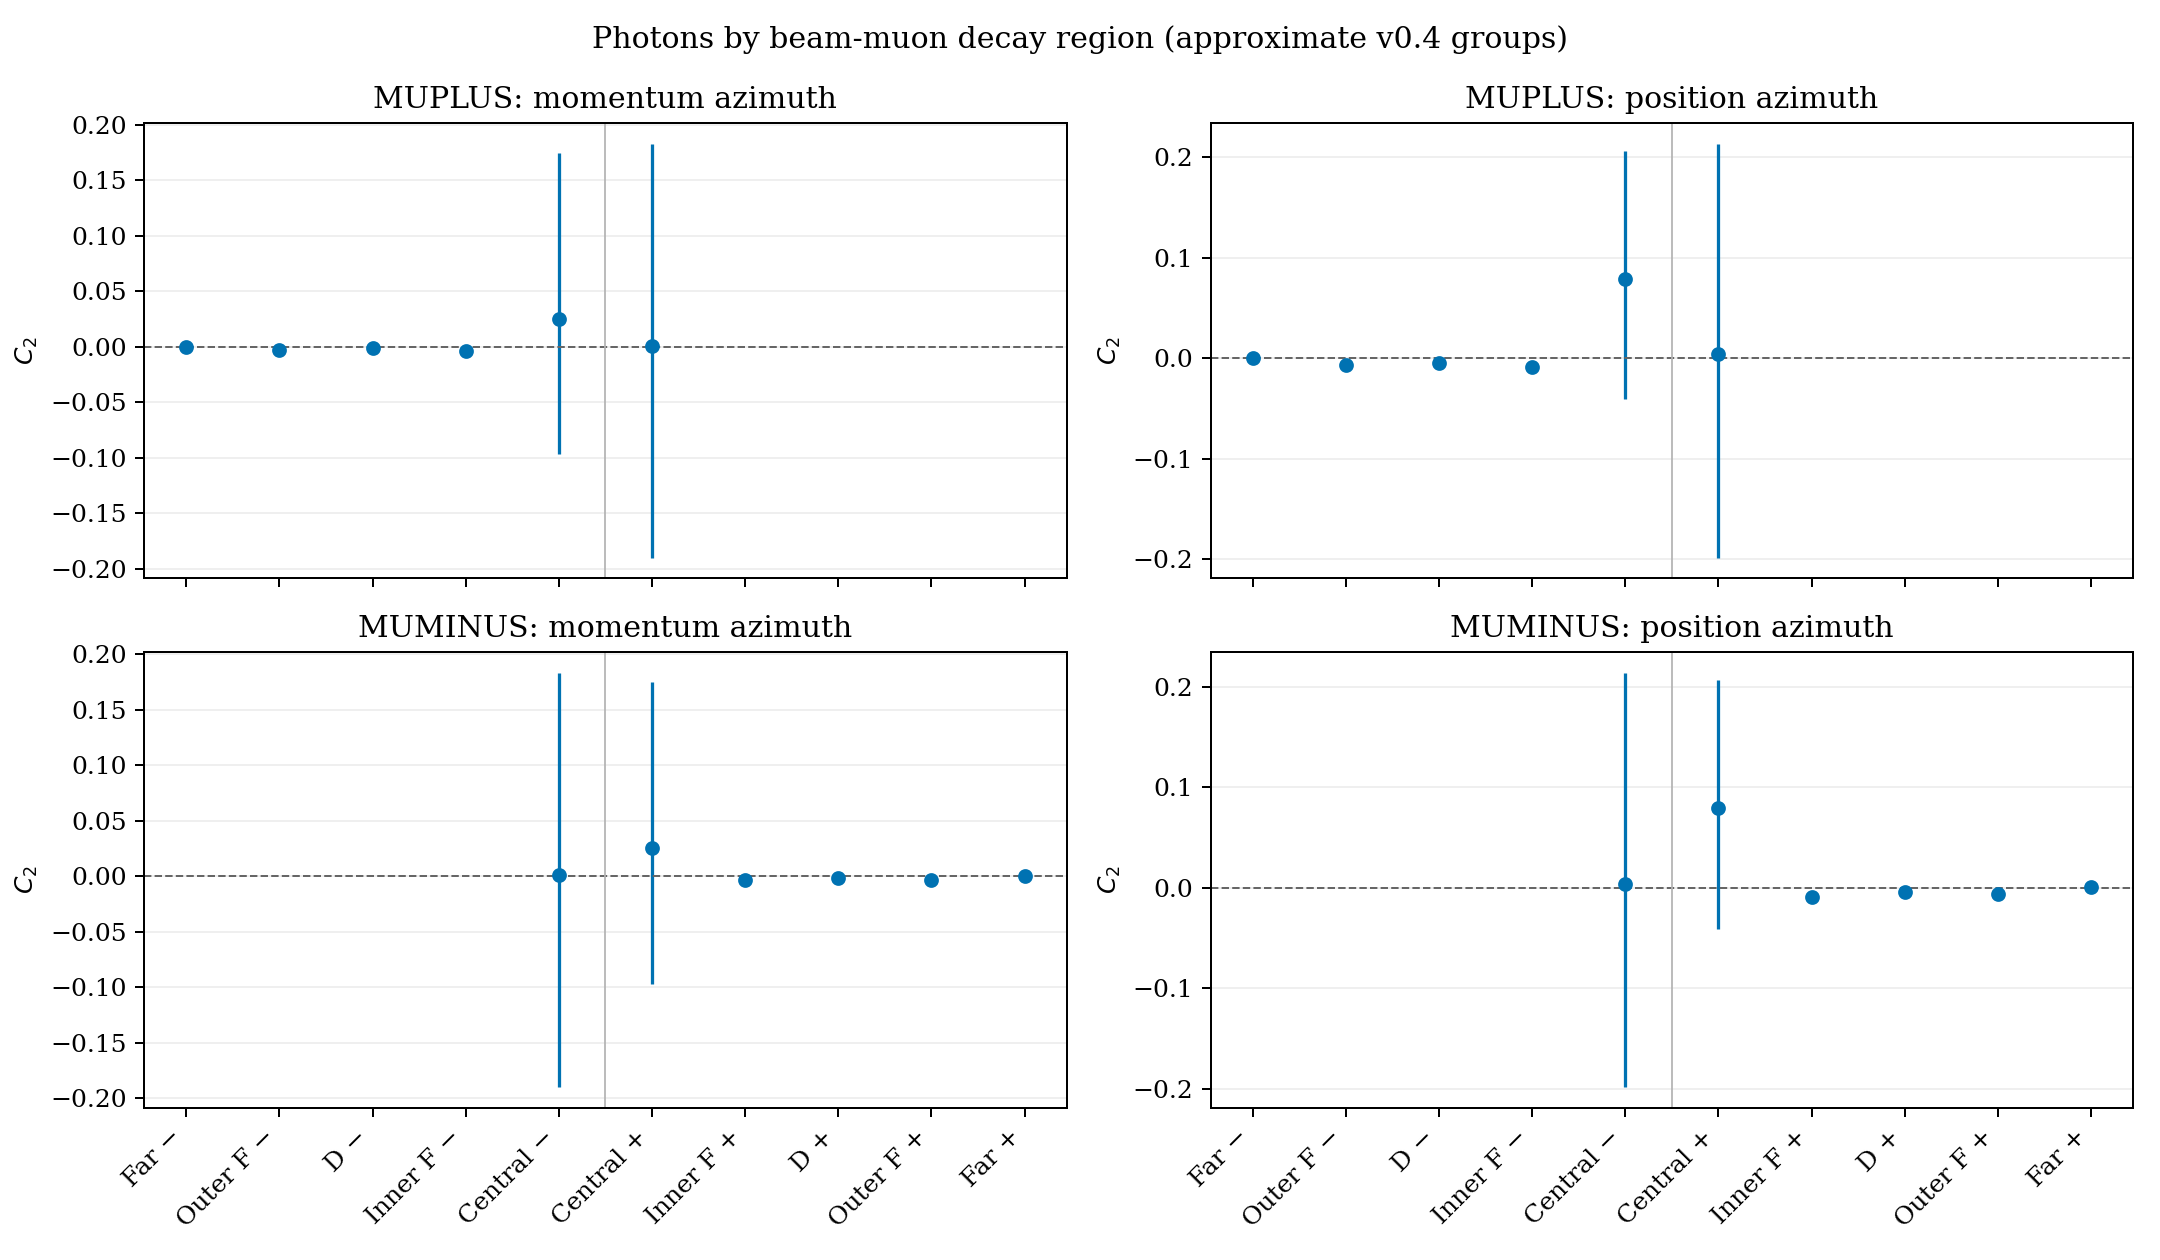 Photons by beam-muon decay region (approximate v0.4 groups)
MUPLUS: momentum azimuth
0.20
0.15
0.10
0.05
0.00
−0.05
−0.10
−0.15
−0.20
C₂
MUPLUS: position azimuth
0.2
0.1
0.0
−0.1
−0.2
C₂
MUMINUS: momentum azimuth
0.20
0.15
0.10
0.05
0.00
−0.05
−0.10
−0.15
−0.20
C₂
Far −
Outer F −
D −
Inner F −
Central −
Central +
Inner F +
D +
Outer F +
Far +
MUMINUS: position azimuth
0.2
0.1
0.0
−0.1
−0.2
C₂
Far −
Outer F −
D −
Inner F −
Central −
Central +
Inner F +
D +
Outer F +
Far +